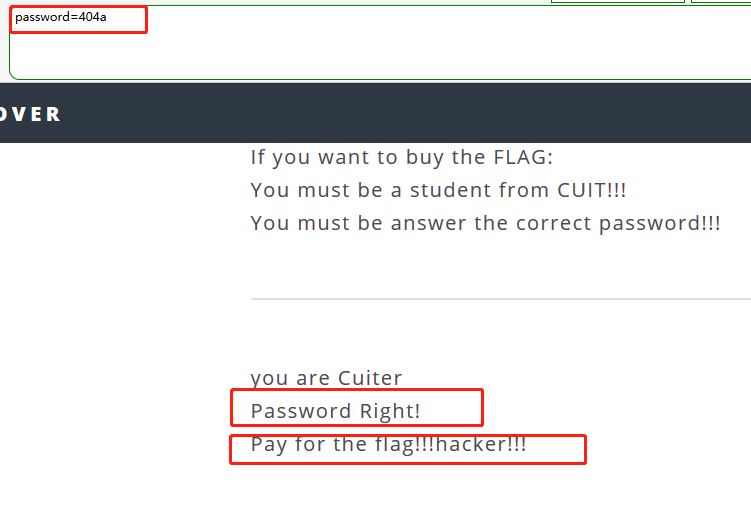 password=404a
OVER
If you want to buy the FLAG:
You must be a student from CUIT!!!
You must be answer the correct password!!!
you are Cuiter
Password Right!
Pay for the flag!!!hacker!!!